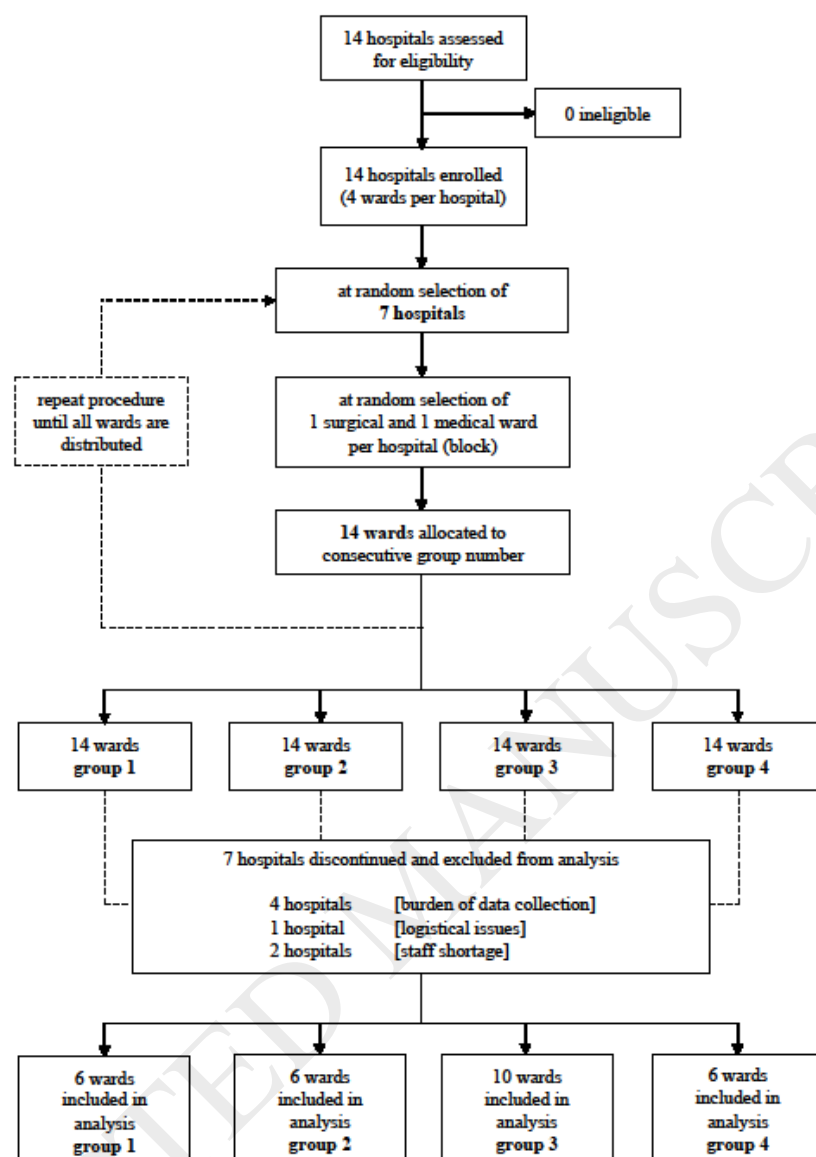 14 hospitals assessed
for eligibility
0 ineligible
14 hospitals enrolled
(4 wards per hospital)
at random selection of
7 hospitals
repeat procedure
until all wards are
distributed
at random selection of
1 surgical and 1 medical ward
per hospital (block)
14 wards allocated to
consecutive group number
14 wards
group 1
14 wards
group 2
14 wards
group 3
14 wards
group 4
7 hospitals discontinued and excluded from analysis
4 hospitals [burden of data collection]
1 hospital [logistical issues]
2 hospitals [staff shortage]
6 wards
included in
analysis
group 1
6 wards
included in
analysis
group 2
10 wards
included in
analysis
group 3
6 wards
included in
analysis
group 4
TED MANUSCR